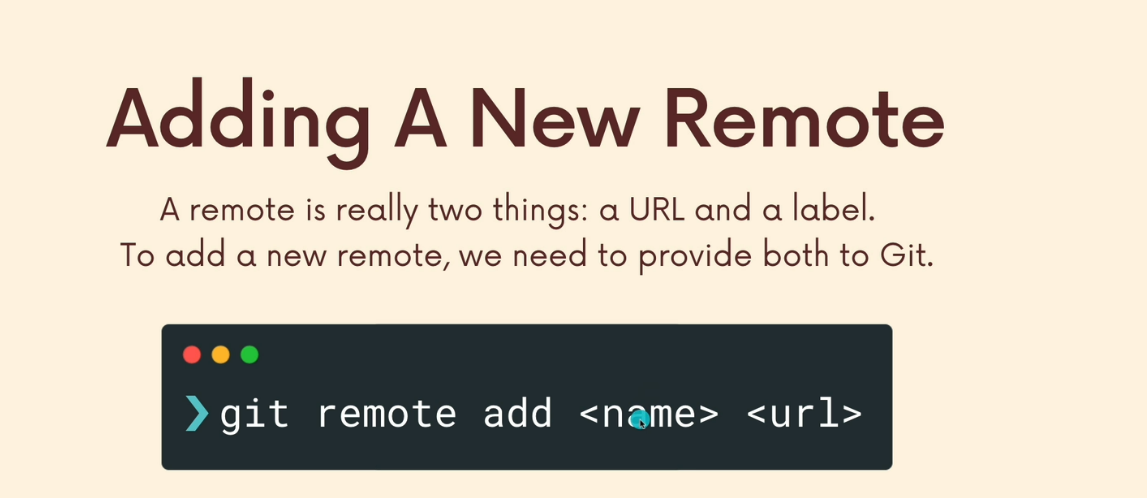 Adding A New Remote
A remote is really two things: a URL and a label.
To add a new remote, we need to provide both to Git.
❯ git remote add <name> <url>